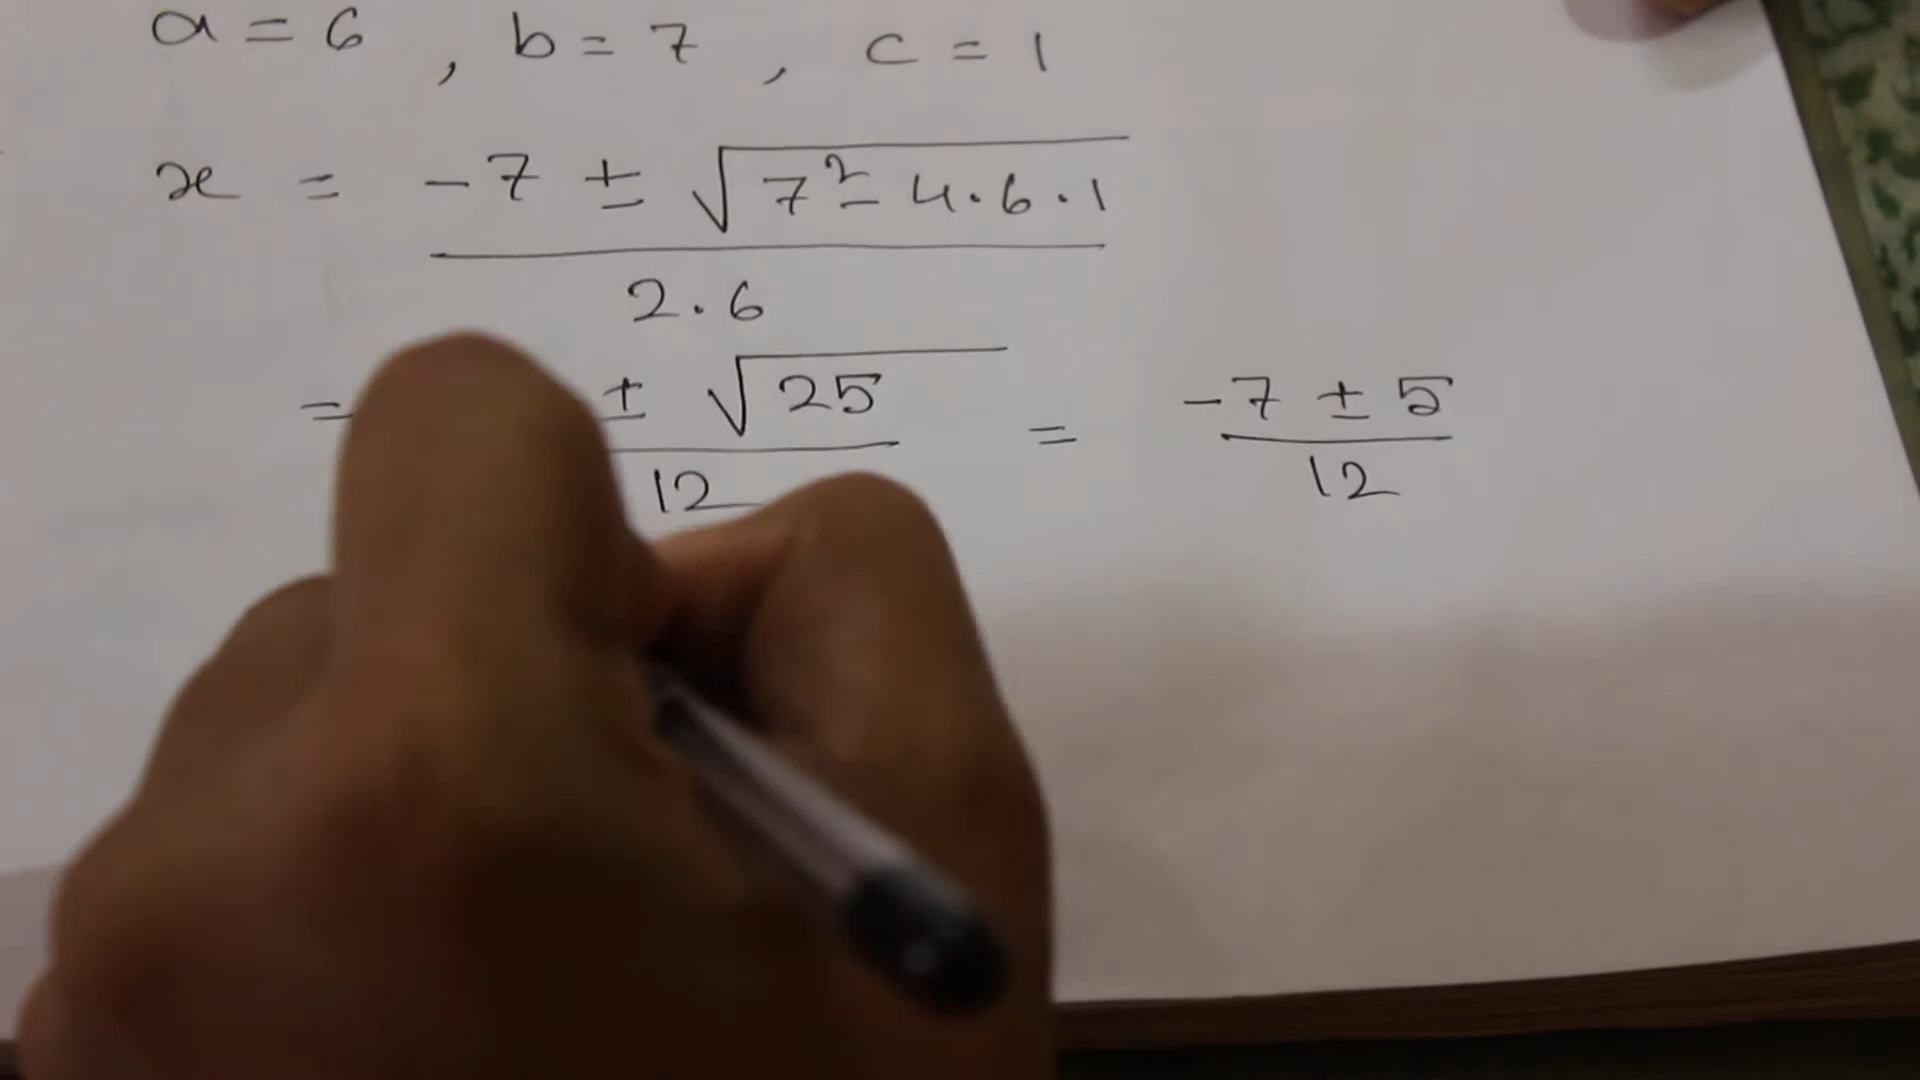 a = 6 , b = 7 , c = 1
x = -7 ± √7² - 4·6·1
2·6
= ± √25 = -7 ± 5
12 12